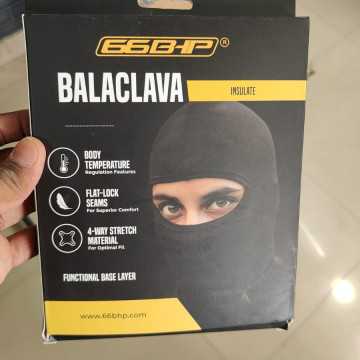 66BHP®
BALACLAVA
INSULATE
BODY
TEMPERATURE
Regulation Features
FLAT-LOCK
SEAMS
For Superior Comfort
4-WAY STRETCH
MATERIAL
For Optimal Fit
FUNCTIONAL BASE LAYER
www.66bhp.com